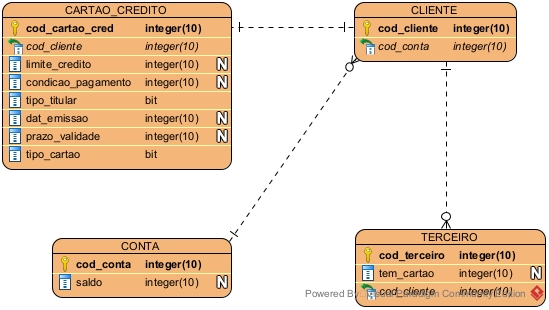 CARTAO_CREDITO
cod_cartao_cred integer(10)
cod_cliente integer(10)
limite_credito integer(10) N
condicao_pagamento integer(10) N
tipo_titular bit
dat_emissao integer(10) N
prazo_validade integer(10) N
tipo_cartao bit
CLIENTE
cod_cliente integer(10)
cod_conta integer(10)
CONTA
cod_conta integer(10)
saldo integer(10) N
TERCEIRO
cod_terceiro integer(10)
tem_cartao integer(10) N
cod_cliente integer(10)
Powered By: Visual Paradigm Community Edition